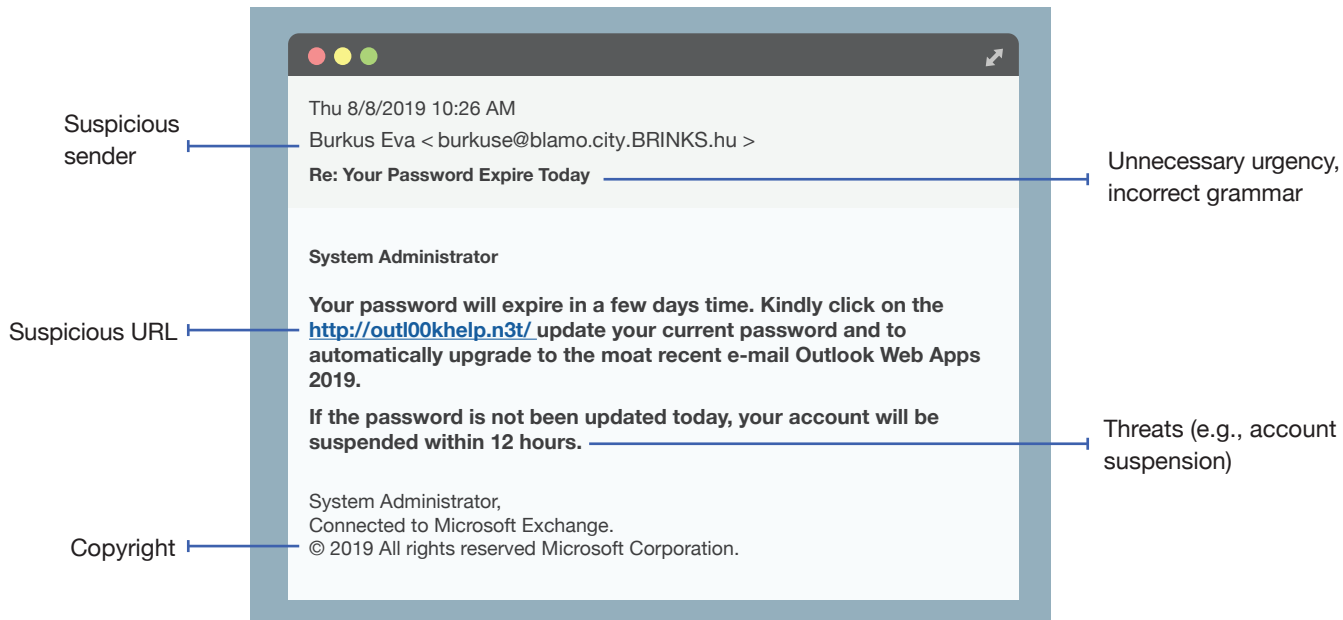 Thu 8/8/2019 10:26 AM
Suspicious
sender
Burkus Eva < burkuse@blamo.city.BRINKS.hu >
Re: Your Password Expire Today
Unnecessary urgency,
incorrect grammar
System Administrator
Your password will expire in a few days time. Kindly click on the
Suspicious URL
http://outl00khelp.n3t/ update your current password and to
automatically upgrade to the moat recent e-mail Outlook Web Apps
2019.
If the password is not been updated today, your account will be
suspended within 12 hours.
Threats (e.g., account
suspension)
System Administrator,
Connected to Microsoft Exchange.
Copyright
© 2019 All rights reserved Microsoft Corporation.